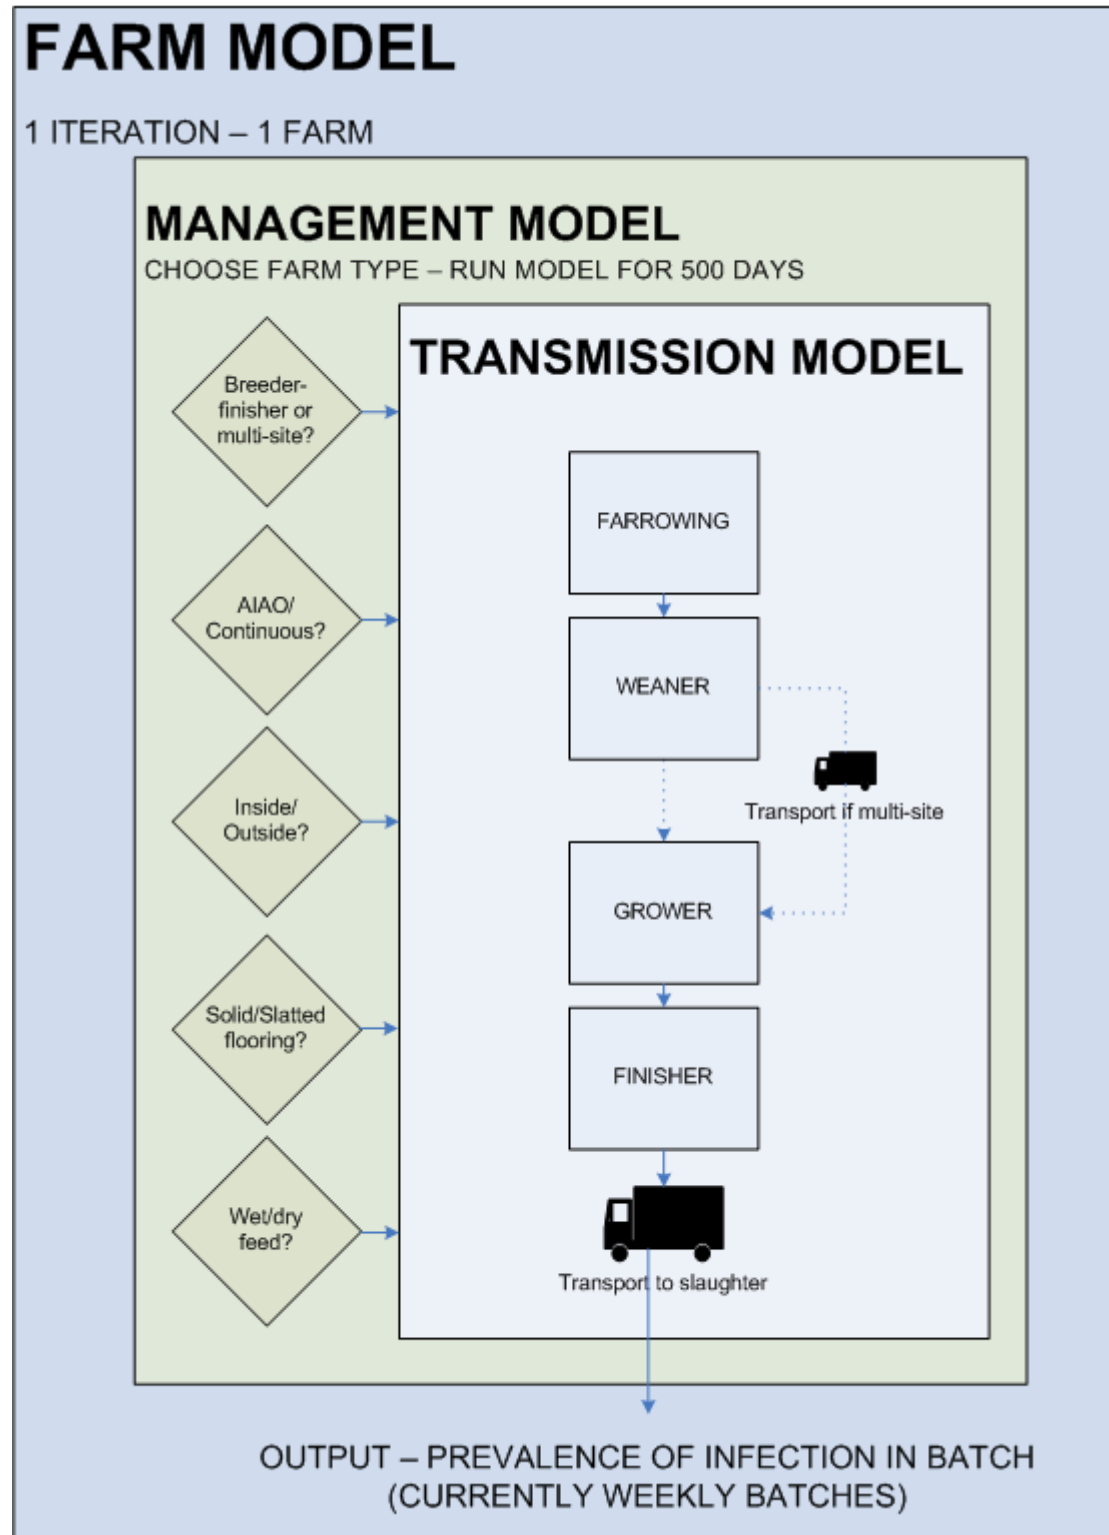 FARM MODEL
1 ITERATION – 1 FARM
MANAGEMENT MODEL
CHOOSE FARM TYPE – RUN MODEL FOR 500 DAYS
TRANSMISSION MODEL
Breeder-
finisher or
multi-site?
FARROWING
AIAO/
Continuous?
WEANER
Transport if multi-site
Inside/
Outside?
GROWER
Solid/Slatted
flooring?
FINISHER
Wet/dry
feed?
Transport to slaughter
OUTPUT – PREVALENCE OF INFECTION IN BATCH
(CURRENTLY WEEKLY BATCHES)